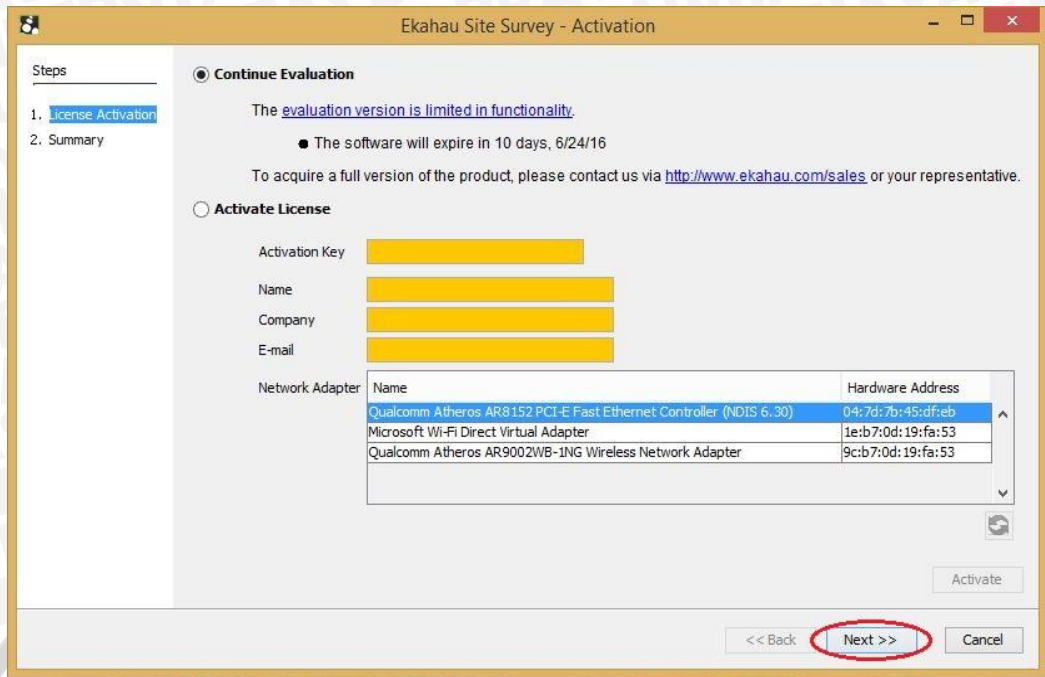 Ekahau Site Survey - Activation
Steps
1. License Activation
2. Summary
Continue Evaluation
The evaluation version is limited in functionality.
The software will expire in 10 days, 6/24/16
To acquire a full version of the product, please contact us via http://www.ekahau.com/sales or your representative.
Activate License
Activation Key
Name
Company
E-mail
Network Adapter Name Hardware Address
Qualcomm Atheros AR8152 PCI-E Fast Ethernet Controller (NDIS 6.30) 04:7d:7b:45:df:eb
Microsoft Wi-Fi Direct Virtual Adapter 1e:b7:0d:19:fa:53
Qualcomm Atheros AR9002WB-1NG Wireless Network Adapter 9c:b7:0d:19:fa:53
Activate
<< Back Next >> Cancel